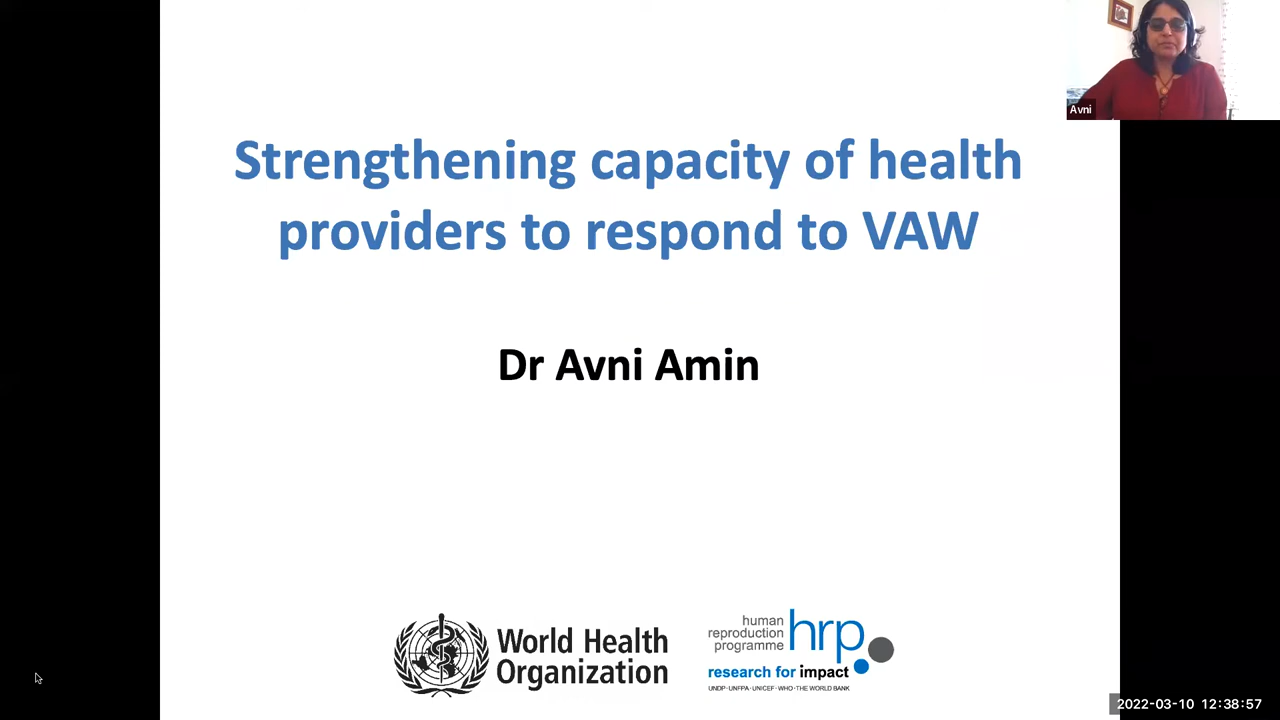 Avni
Strengthening capacity of health
providers to respond to VAW
Dr Avni Amin
World Health
Organization
human
reproduction
programme
hrp
research for impact
UNDP·UNFPA·UNICEF·WHO·THE WORLD BANK
2022-03-10 12:38:57